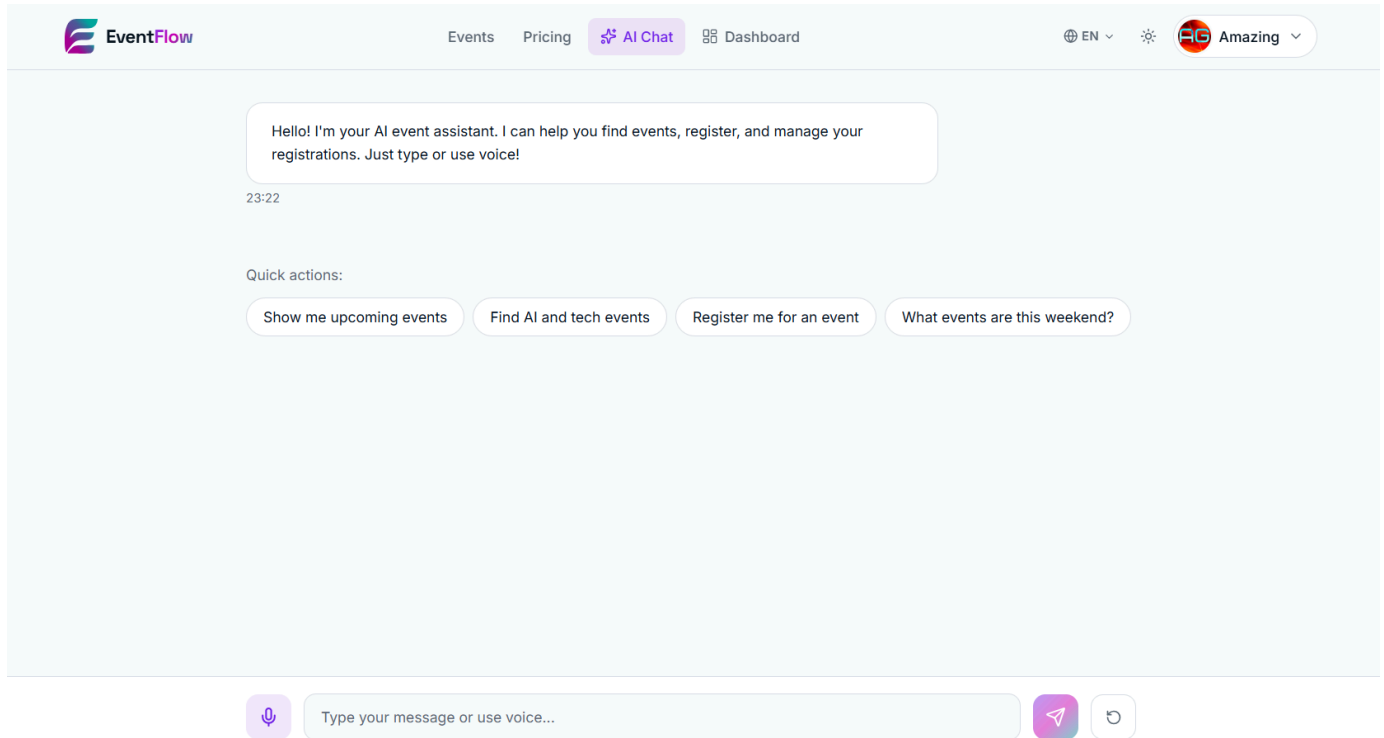 EventFlow
Events
Pricing
AI Chat
Dashboard
EN
AG
Amazing
Hello! I'm your AI event assistant. I can help you find events, register, and manage your
registrations. Just type or use voice!
23:22
Quick actions:
Show me upcoming events
Find AI and tech events
Register me for an event
What events are this weekend?
Type your message or use voice...